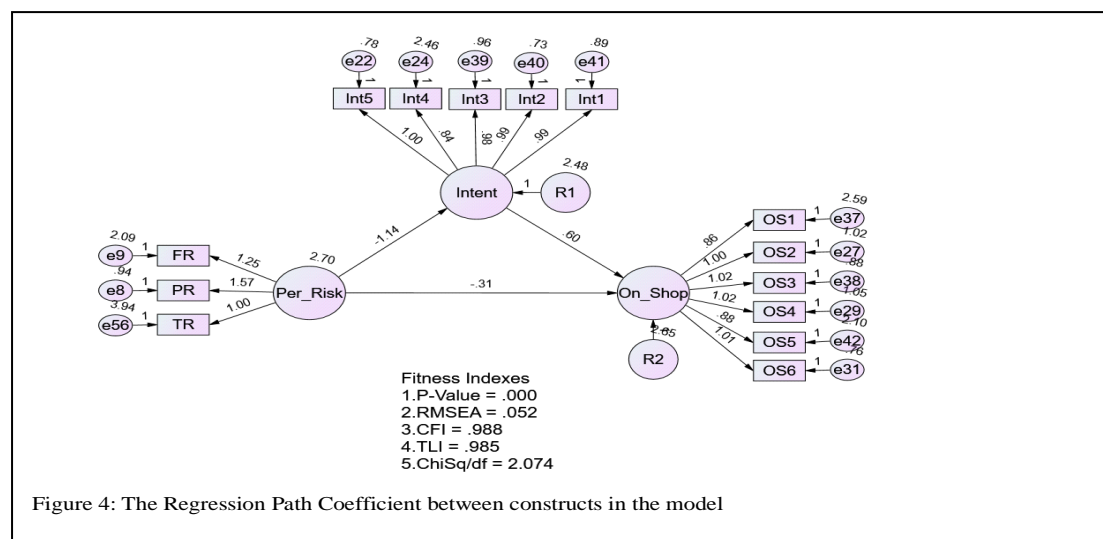 .78 2.46 .96 .73 .89
e22 e24 e39 e40 e41
1 1 1 1 1
Int5 Int4 Int3 Int2 Int1
1.00 .84 .98 .99 .99
2.48
Intent 1 R1
-1.14 .60
2.09
e9 1 FR
1.25
.94
e8 1 PR
1.57
3.94
e56 1 TR
1.00
2.70
Per_Risk
-.31
On_Shop
2.59
.86 OS1 1 e37
1.02
1.00 OS2 1 e27
.88
1.02 OS3 1 e38
1.05
1.02 OS4 1 e29
2.10
.88 OS5 1 e42
.76
1.01 OS6 1 e31
R2
Fitness Indexes
1.P-Value = .000
2.RMSEA = .052
3.CFI = .988
4.TLI = .985
5.ChiSq/df = 2.074
Figure 4: The Regression Path Coefficient between constructs in the model